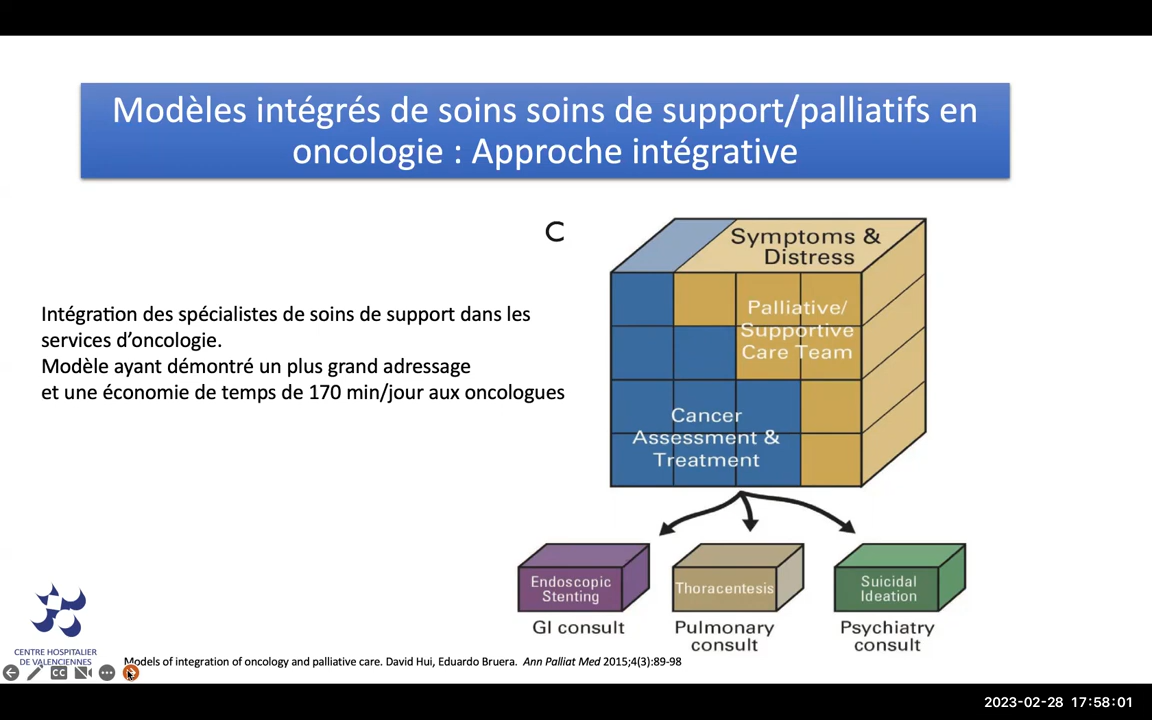 Modèles intégrés de soins soins de support/palliatifs en
oncologie : Approche intégrative
C
Intégration des spécialistes de soins de support dans les
services d’oncologie.
Modèle ayant démontré un plus grand adressage
et une économie de temps de 170 min/jour aux oncologues
Symptoms &
Distress
Palliative/
Supportive
Care Team
Cancer
Assessment &
Treatment
Endoscopic
Stenting
GI consult
Thoracentesis
Pulmonary
consult
Suicidal
Ideation
Psychiatry
consult
CENTRE HOSPITALIER
DE VALENCIENNES
Models of integration of oncology and palliative care. David Hui, Eduardo Bruera. Ann Palliat Med 2015;4(3):89-98
CC
2023-02-28 17:58:01